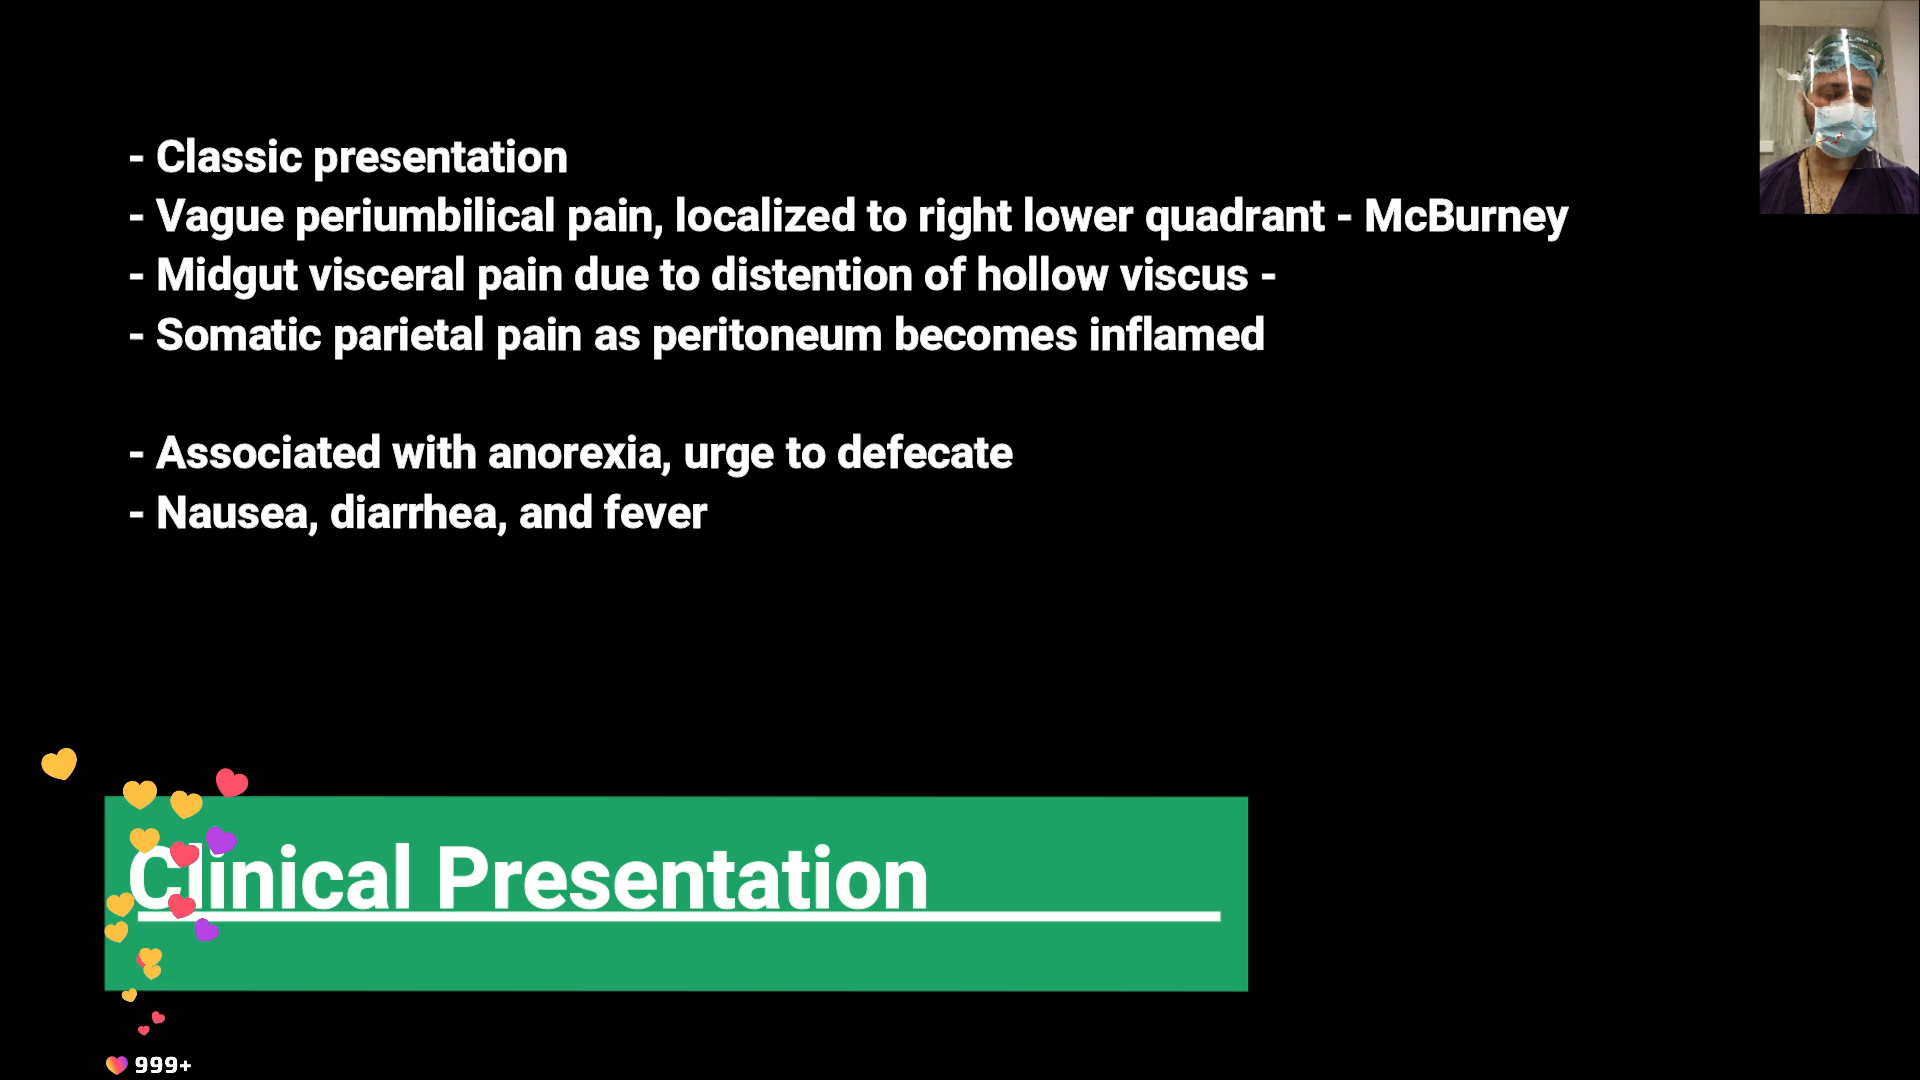 - Classic presentation
- Vague periumbilical pain, localized to right lower quadrant - McBurney
- Midgut visceral pain due to distention of hollow viscus -
- Somatic parietal pain as peritoneum becomes inflamed
- Associated with anorexia, urge to defecate
- Nausea, diarrhea, and fever
Clinical Presentation
999+